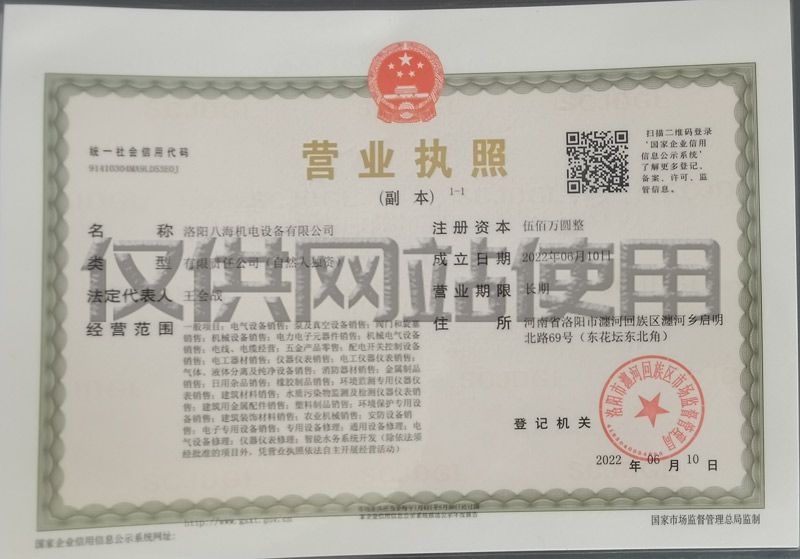 统一社会信用代码
91410304MA9LDS3E0J
营业执照
(副 本) 1-1
扫描二维码登录
'国家企业信用
信息公示系统'
了解更多登记、
备案、许可、监
管信息。
名 称 洛阳八海机电设备有限公司
类 型 有限责任公司(自然人独资)
法定代表人 王会战
经营范围 一般项目:电气设备销售;泵及真空设备销售;阀门和旋塞
销售;机械设备销售;电力电子元器件销售;机械电气设备
销售;电线、电缆经营;五金产品零售;配电开关控制设备
销售;电工器材销售;仪器仪表销售;电工仪器仪表销售;
气体、液体分离及纯净设备销售;消防器材销售;金属制品
销售;日用杂品销售;橡胶制品销售;环境监测专用仪器仪
表销售;建筑材料销售;水质污染物监测及检测仪器仪表销
售;建筑用金属配件销售;塑料制品销售;环境保护专用设
备销售;建筑装饰材料销售;农业机械销售;安防设备销
售;电子专用设备销售;专用设备修理;通用设备修理;电
气设备修理;仪器仪表修理;智能水务系统开发(除依法须
经批准的项目外,凭营业执照依法自主开展经营活动)
注册资本 伍佰万圆整
成立日期 2022年06月10日
营业期限 长期
住 所 河南省洛阳市瀍河回族区瀍河乡启明
北路69号(东花坛东北角)
仅供网站使用
登记机关
洛阳市瀍河回族区市场监督管理局
2022 年 06 月 10 日
http://www.gsxt.gov.cn
国家企业信用信息公示系统网址:
国家市场监督管理总局监制